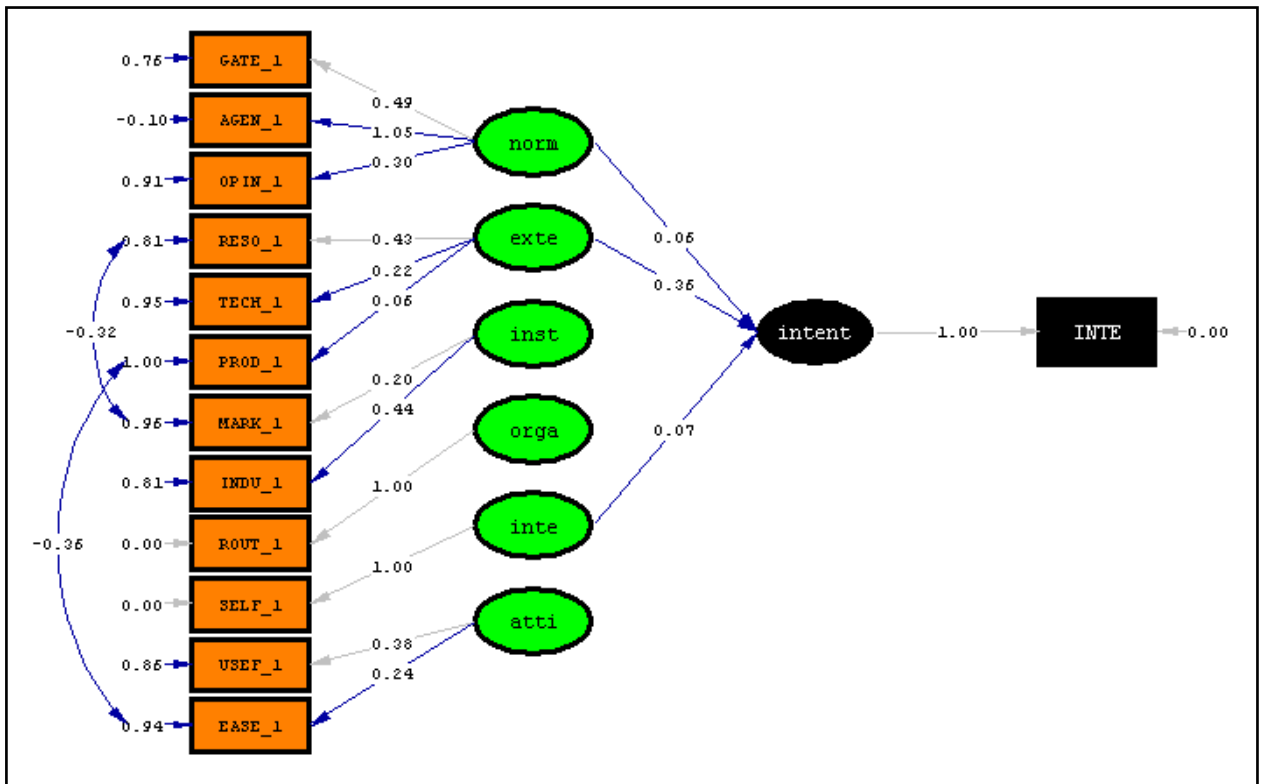 0.76 GATE_1
0.49
-0.10 AGEN_1
1.05
norm
0.30
0.91 OPIN_1
0.81 RESO_1
0.43
exte
0.06
0.22
0.36
0.95 TECH_1
0.06
-0.32
inst
intent
1.00
INTE
0.00
1.00 PROD_1
0.20
0.44
0.96 MARK_1
orga
0.07
0.81 INDU_1
1.00
-0.36
0.00 ROUT_1
inte
1.00
0.00 SELF_1
atti
0.38
0.86 USEF_1
0.24
0.94 EASE_1